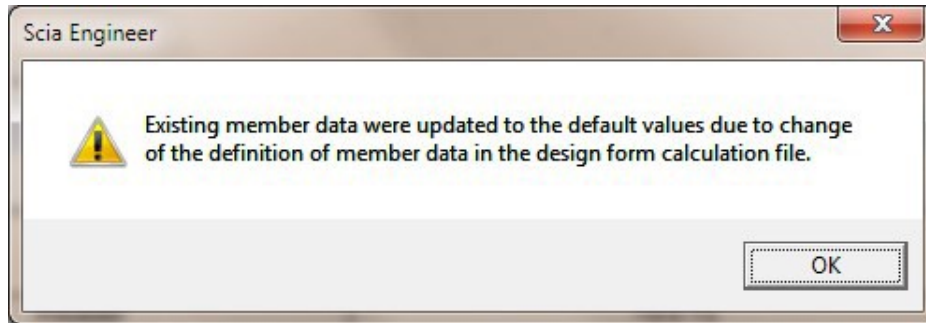 Scia Engineer
Existing member data were updated to the default values due to change
of the definition of member data in the design form calculation file.
OK